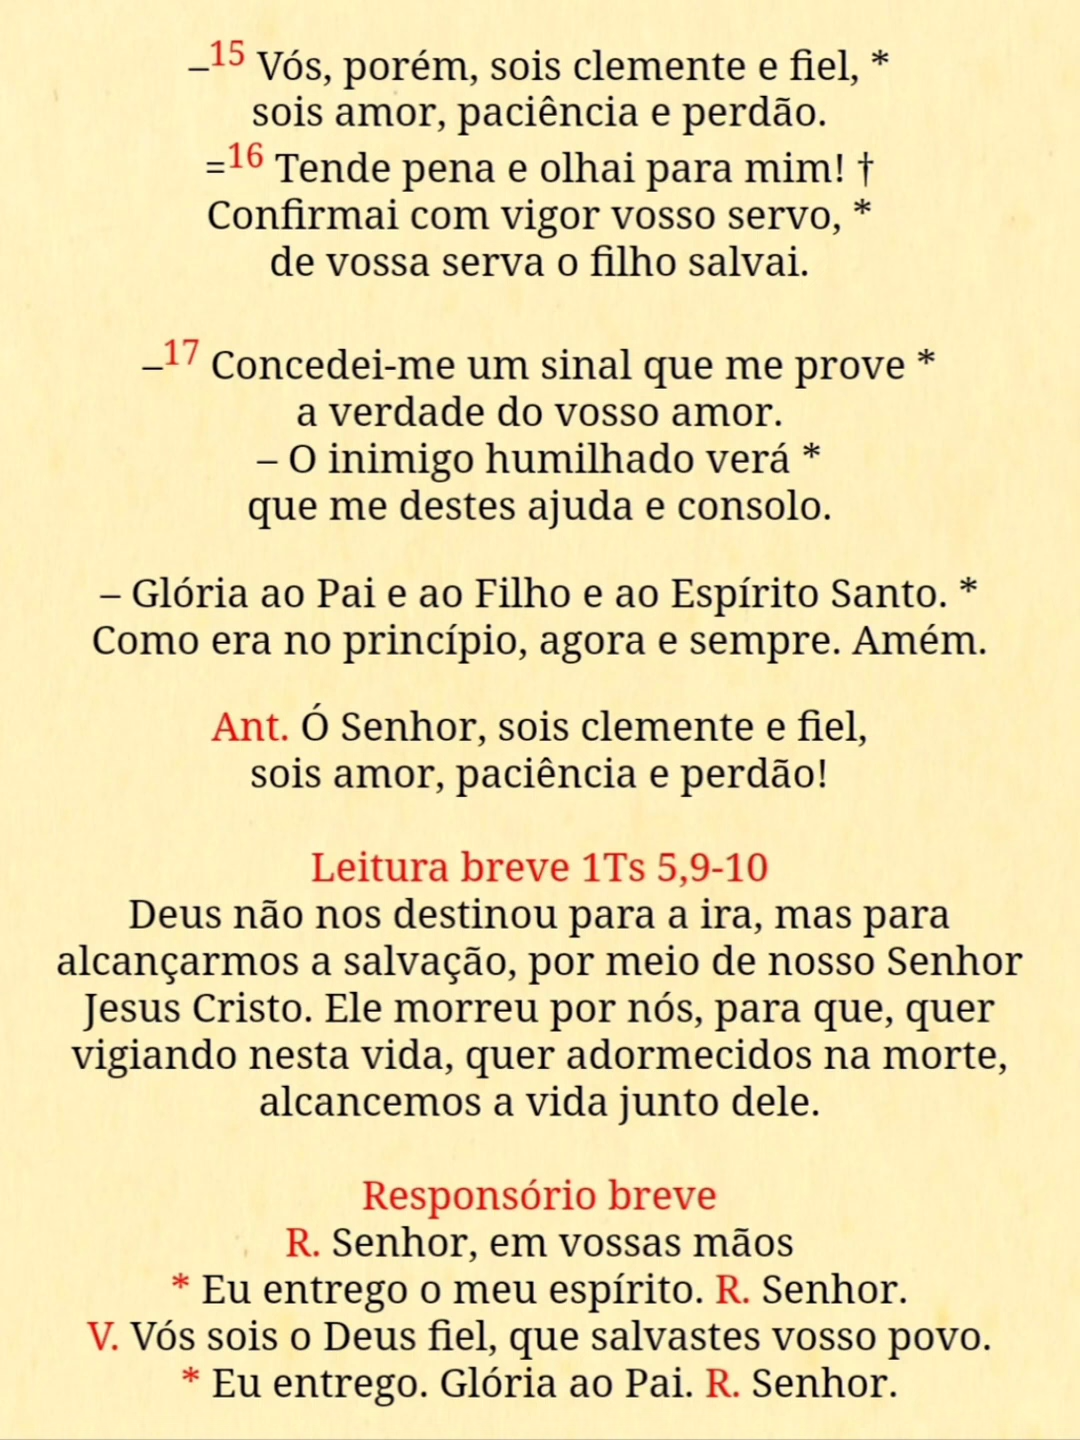 –15 Vós, porém, sois clemente e fiel, *
sois amor, paciência e perdão.
=16 Tende pena e olhai para mim! †
Confirmai com vigor vosso servo, *
de vossa serva o filho salvai.
–17 Concedei-me um sinal que me prove *
a verdade do vosso amor.
– O inimigo humilhado verá *
que me destes ajuda e consolo.
– Glória ao Pai e ao Filho e ao Espírito Santo. *
Como era no princípio, agora e sempre. Amém.
Ant. Ó Senhor, sois clemente e fiel,
sois amor, paciência e perdão!
Leitura breve 1Ts 5,9-10
Deus não nos destinou para a ira, mas para
alcançarmos a salvação, por meio de nosso Senhor
Jesus Cristo. Ele morreu por nós, para que, quer
vigiando nesta vida, quer adormecidos na morte,
alcancemos a vida junto dele.
Responsório breve
R. Senhor, em vossas mãos
* Eu entrego o meu espírito. R. Senhor.
V. Vós sois o Deus fiel, que salvastes vosso povo.
* Eu entrego. Glória ao Pai. R. Senhor.